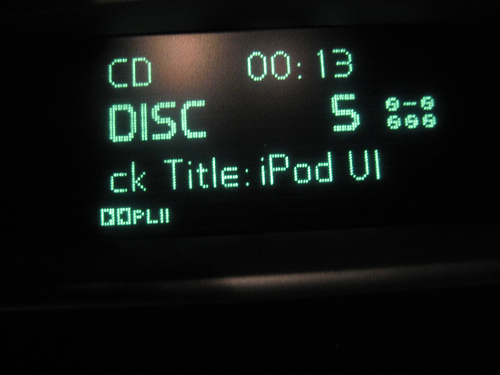 CD 00:13
DISC 5
ck Title: iPod UI
PLII